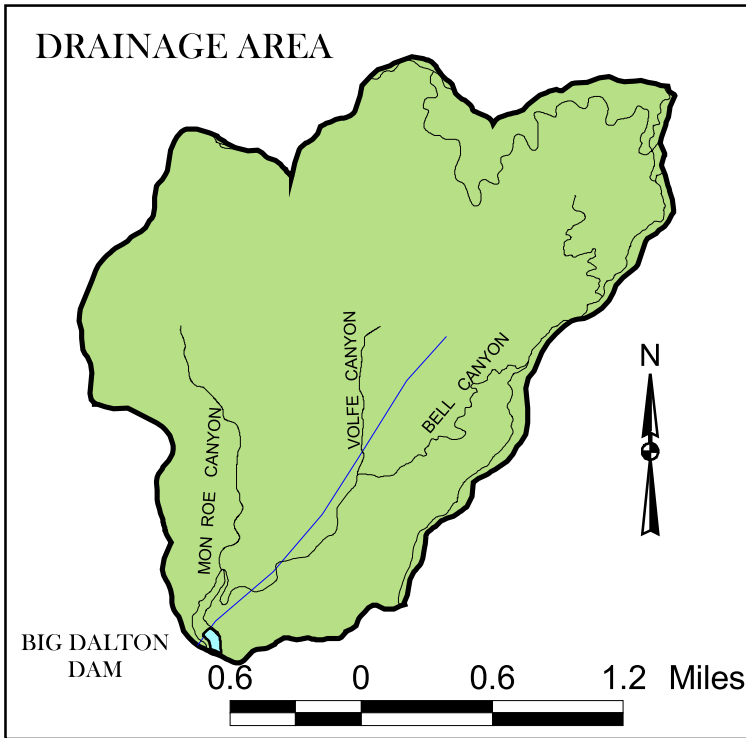 DRAINAGE AREA
N
VOLFE CANYON
BELL CANYON
MON ROE CANYON
BIG DALTON
DAM
0.6 0 0.6 1.2 Miles